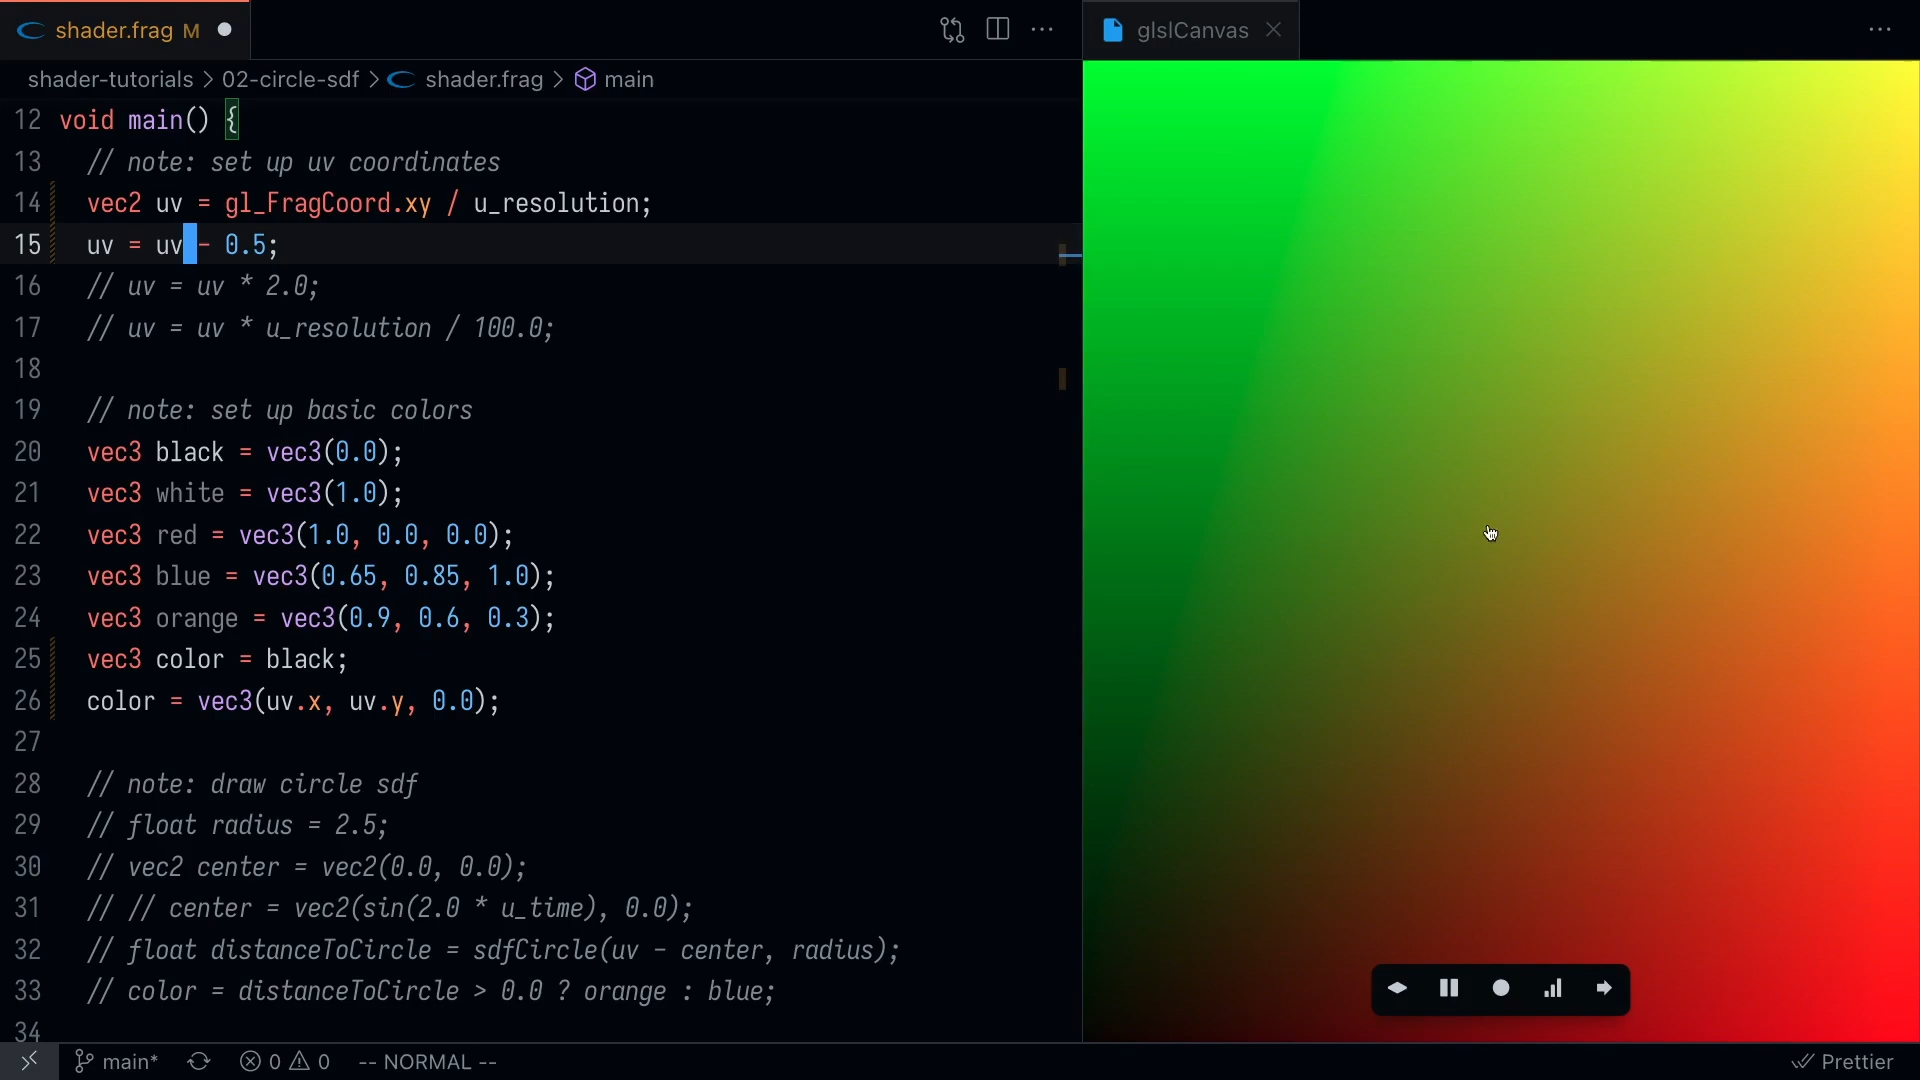 shader.frag M
glslCanvas
shader-tutorials > 02-circle-sdf > shader.frag > main
12 void main() {
13 // note: set up uv coordinates
14 vec2 uv = gl_FragCoord.xy / u_resolution;
15 uv = uv - 0.5;
16 // uv = uv * 2.0;
17 // uv = uv * u_resolution / 100.0;
18
19 // note: set up basic colors
20 vec3 black = vec3(0.0);
21 vec3 white = vec3(1.0);
22 vec3 red = vec3(1.0, 0.0, 0.0);
23 vec3 blue = vec3(0.65, 0.85, 1.0);
24 vec3 orange = vec3(0.9, 0.6, 0.3);
25 vec3 color = black;
26 color = vec3(uv.x, uv.y, 0.0);
27
28 // note: draw circle sdf
29 // float radius = 2.5;
30 // vec2 center = vec2(0.0, 0.0);
31 // // center = vec2(sin(2.0 * u_time), 0.0);
32 // float distanceToCircle = sdfCircle(uv - center, radius);
33 // color = distanceToCircle > 0.0 ? orange : blue;
34
main* 0 0 -- NORMAL -- Prettier